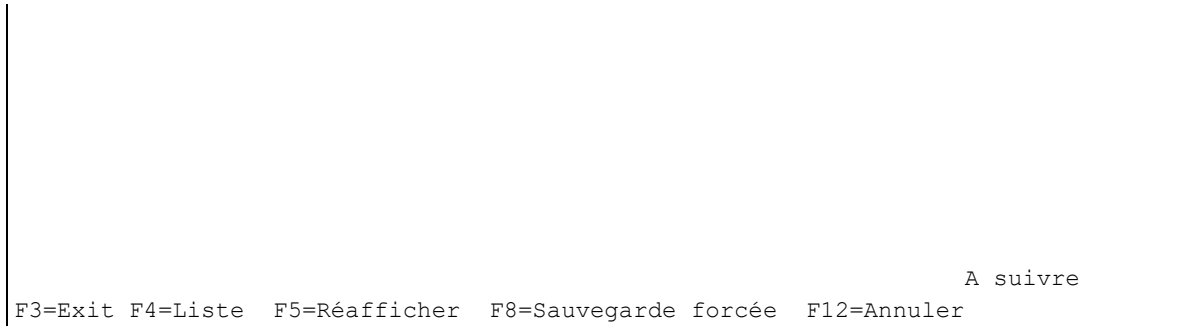 A suivre
F3=Exit F4=Liste F5=Réafficher F8=Sauvegarde forcée F12=Annuler